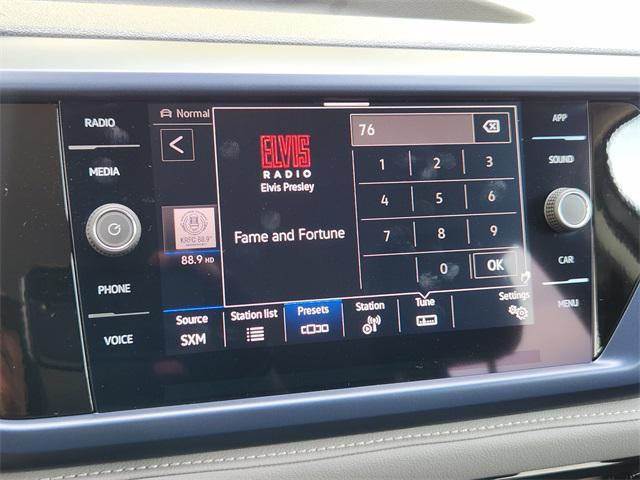 RADIO
MEDIA
PHONE
VOICE
Normal
<
KRFC 88.9
88.9 HD
ELVIS
RADIO
Elvis Presley
Fame and Fortune
76
1 2 3
4 5 6
7 8 9
0 OK
Source
SXM
Station list
Presets
Station
Tune
Settings
APP
SOUND
CAR
MENU